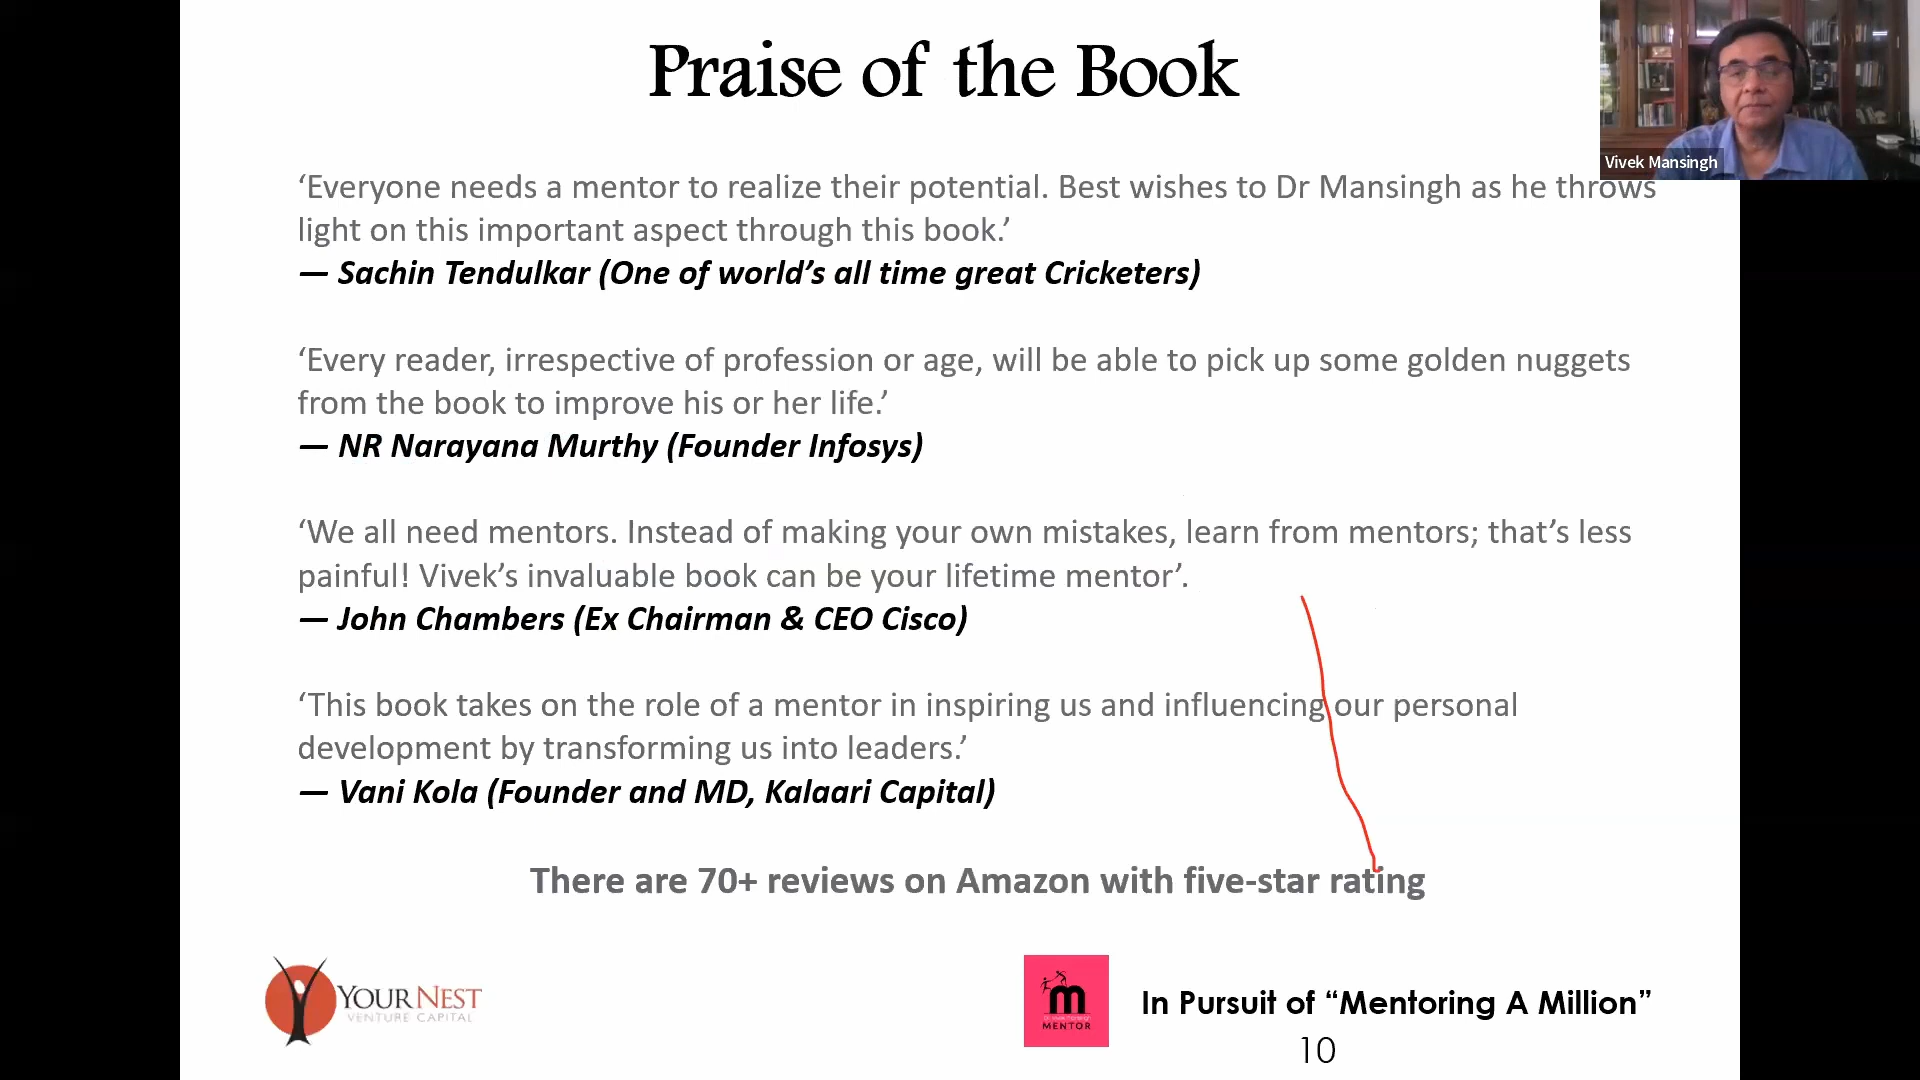 Praise of the Book
Vivek Mansingh
‘Everyone needs a mentor to realize their potential. Best wishes to Dr Mansingh as he throws
light on this important aspect through this book.’
— Sachin Tendulkar (One of world’s all time great Cricketers)
‘Every reader, irrespective of profession or age, will be able to pick up some golden nuggets
from the book to improve his or her life.’
— NR Narayana Murthy (Founder Infosys)
‘We all need mentors. Instead of making your own mistakes, learn from mentors; that’s less
painful! Vivek’s invaluable book can be your lifetime mentor’.
— John Chambers (Ex Chairman & CEO Cisco)
‘This book takes on the role of a mentor in inspiring us and influencing our personal
development by transforming us into leaders.’
— Vani Kola (Founder and MD, Kalaari Capital)
There are 70+ reviews on Amazon with five-star rating
YOURNEST
VENTURE CAPITAL
m
MENTOR
In Pursuit of “Mentoring A Million”
10